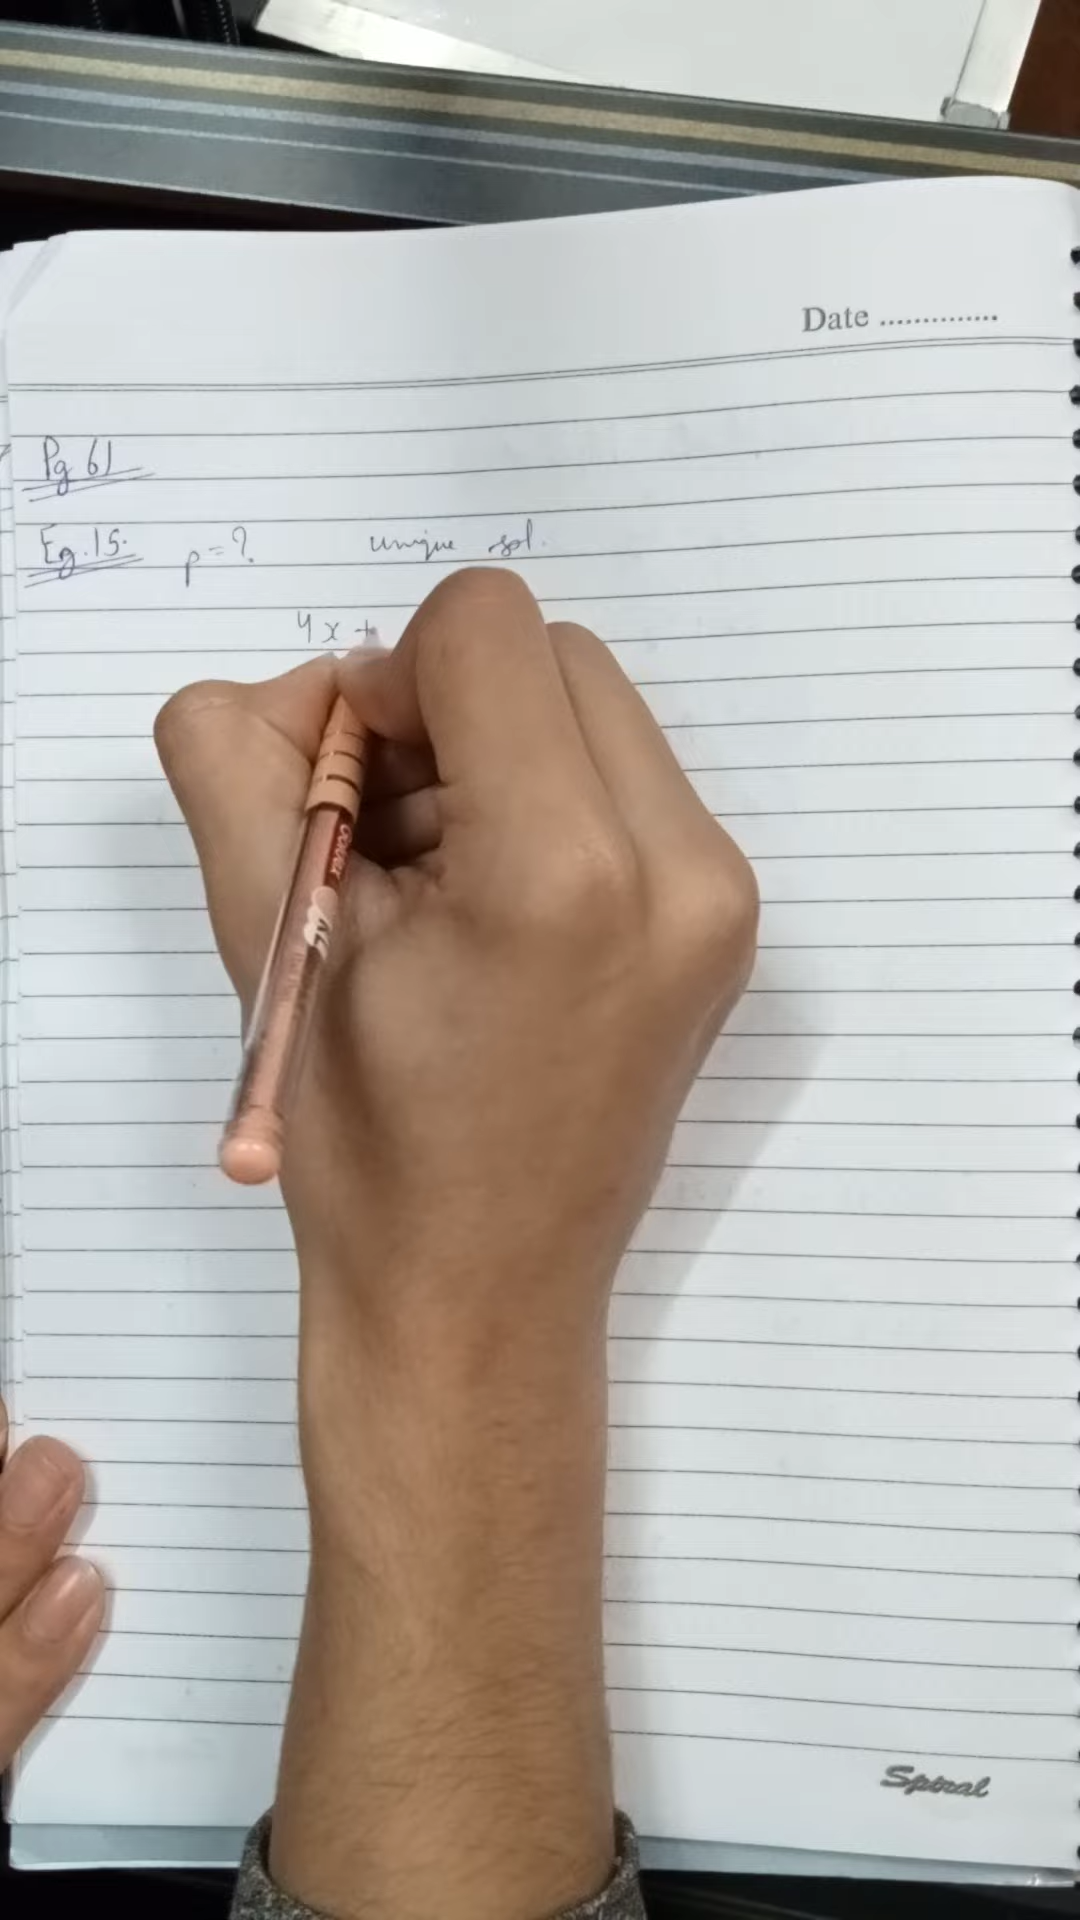 Date ..............
Pg 61
Eg.15. p=? unique sol.
4x +
Spiral